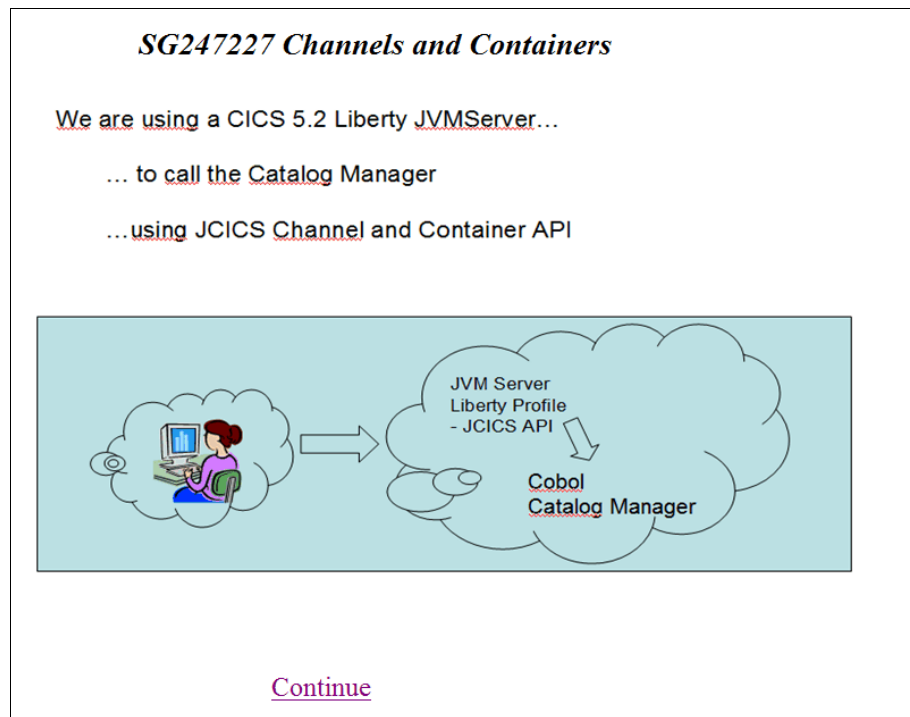 SG247227 Channels and Containers
We are using a CICS 5.2 Liberty JVMServer…
… to call the Catalog Manager
…using JCICS Channel and Container API
JVM Server
Liberty Profile
- JCICS API
Cobol
Catalog Manager
Continue